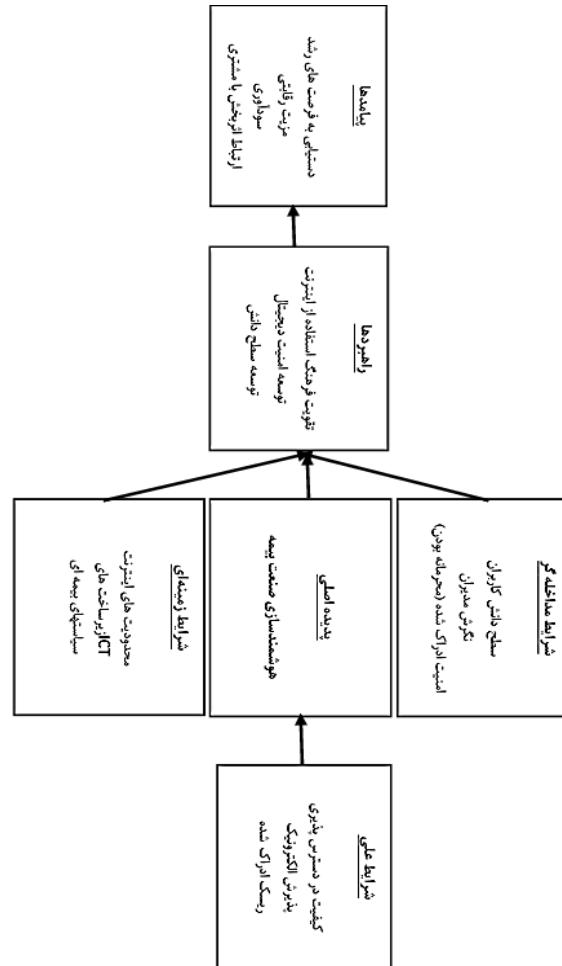 شرایط علی
کیفیت در دسترس پذیری
پذیرش الکترونیک
ریسک ادراک شده
شرایط مداخله گر
سطح دانش کاربران
نگرش مدیران
امنیت ادراک شده (محرمانه بودن)
پدیده اصلی
هوشمندسازی صنعت بیمه
شرایط زمینه‌ای
محدودیت های اینترنت
ICTزیرساخت های
سیاستهای بیمه ای
راهبردها
تقویت فرهنگ استفاده از اینترنت
توسعه امنیت دیجیتال
توسعه سطح دانش
پیامدها
دستیابی به فرصت های رشد
مزیت رقابتی
سودآوری
ارتباط اثربخش با مشتری